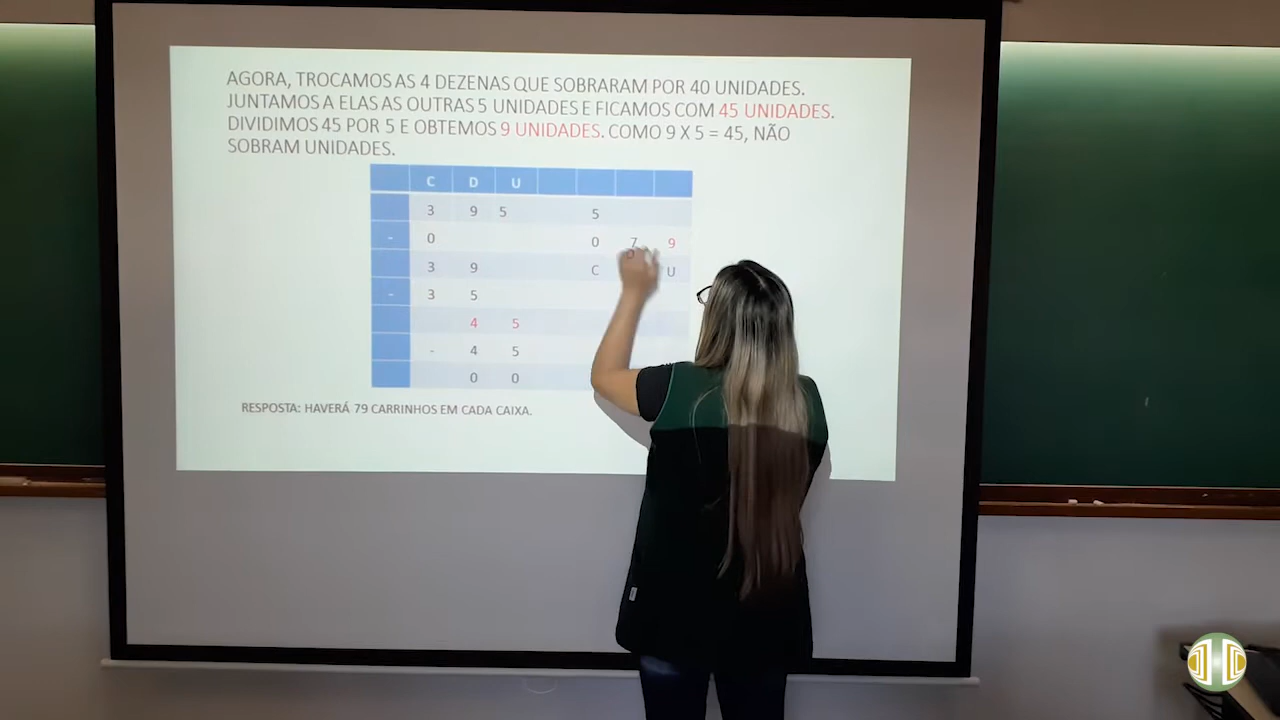 AGORA, TROCAMOS AS 4 DEZENAS QUE SOBRARAM POR 40 UNIDADES.
JUNTAMOS A ELAS AS OUTRAS 5 UNIDADES E FICAMOS COM 45 UNIDADES.
DIVIDIMOS 45 POR 5 E OBTEMOS 9 UNIDADES. COMO 9 X 5 = 45, NÃO
SOBRAM UNIDADES.
C D U
3 9 5 5
- 0 0 7 9
3 9 C U
- 3 5
4 5
- 4 5
0 0
RESPOSTA: HAVERÁ 79 CARRINHOS EM CADA CAIXA.